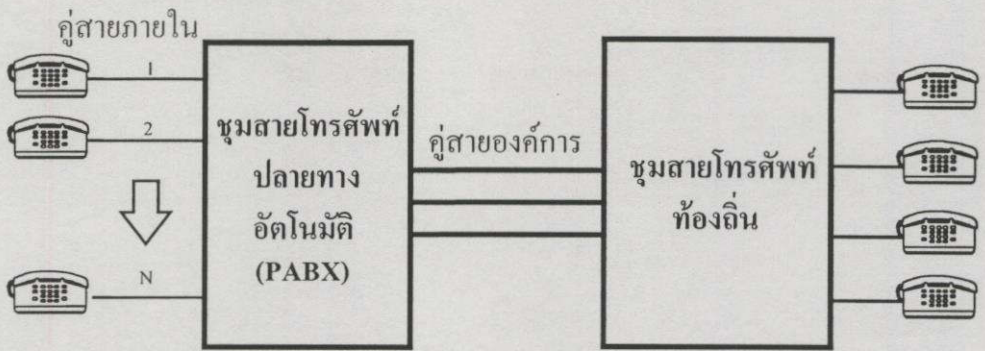 คู่สายภายใน
1
2
N
ชุมสายโทรศัพท์
ปลายทาง
อัตโนมัติ
(PABX)
คู่สายองค์การ
ชุมสายโทรศัพท์
ท้องถิ่น